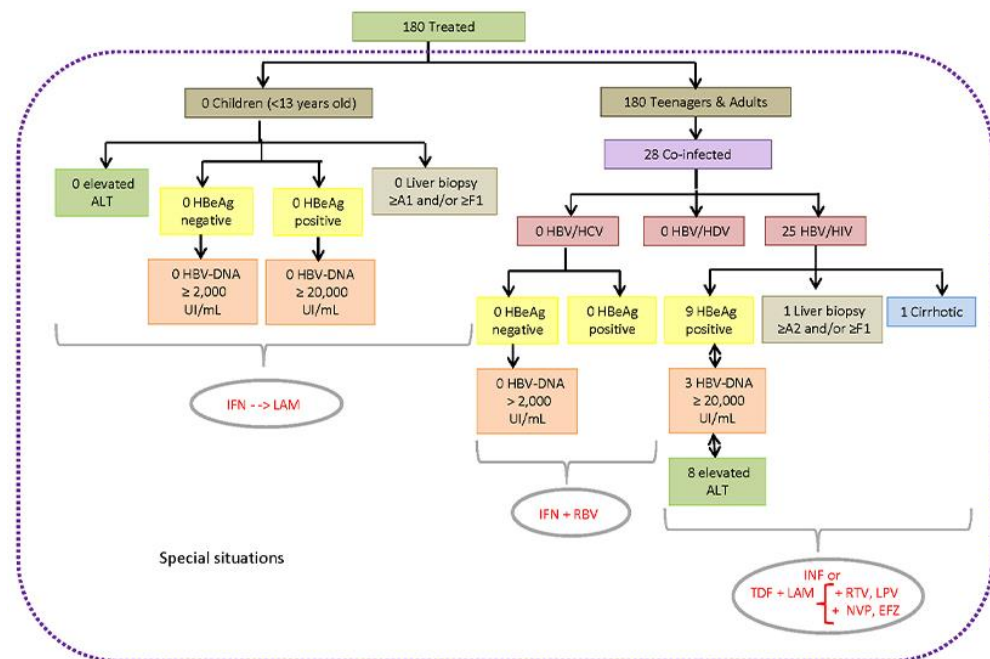 180 Treated
0 Children (<13 years old)
180 Teenagers & Adults
28 Co-infected
0 elevated
ALT
0 HBeAg
negative
0 HBeAg
positive
0 Liver biopsy
≥A1 and/or ≥F1
0 HBV/HCV
0 HBV/HDV
25 HBV/HIV
0 HBV-DNA
≥ 2,000
UI/mL
0 HBV-DNA
≥ 20,000
UI/mL
0 HBeAg
negative
0 HBeAg
positive
9 HBeAg
positive
1 Liver biopsy
≥A2 and/or ≥F1
1 Cirrhotic
0 HBV-DNA
> 2,000
UI/mL
3 HBV-DNA
≥ 20,000
UI/mL
8 elevated
ALT
IFN - -> LAM
IFN + RBV
Special situations
INF or
TDF + LAM + RTV, LPV
+ NVP, EFZ